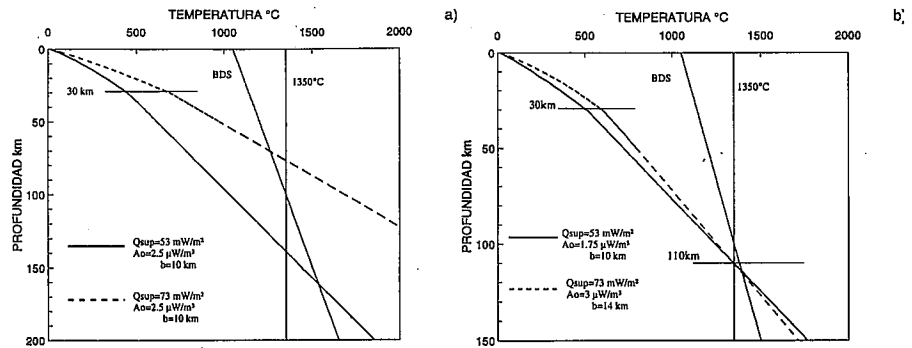 TEMPERATURA °C
a)
0
500
1000
1500
2000
0
50
100
150
200
PROFUNDIDAD km
BDS
1350°C
30 km
Qsup=53 mW/m²
Ao=2.5 µW/m³
b=10 km
Qsup=73 mW/m²
Ao=2.5 µW/m³
b=10 km
TEMPERATURA °C
b)
0
500
1000
1500
2000
0
50
100
150
PROFUNDIDAD km
BDS
1350°C
30km
110km
Qsup=53 mW/m²
Ao=1.75 µW/m³
b=10 km
Qsup=73 mW/m²
Ao=3 µW/m³
b=14 km